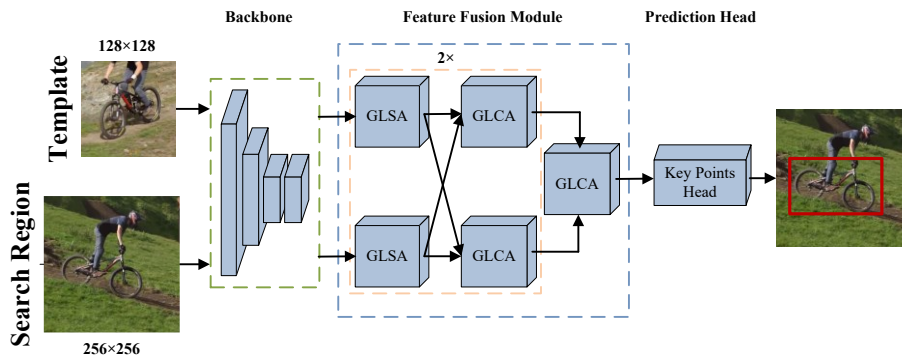 Backbone
Feature Fusion Module
Prediction Head
128×128
2×
Template
GLSA
GLCA
GLCA
Key Points
Head
Search Region
GLSA
GLCA
256×256